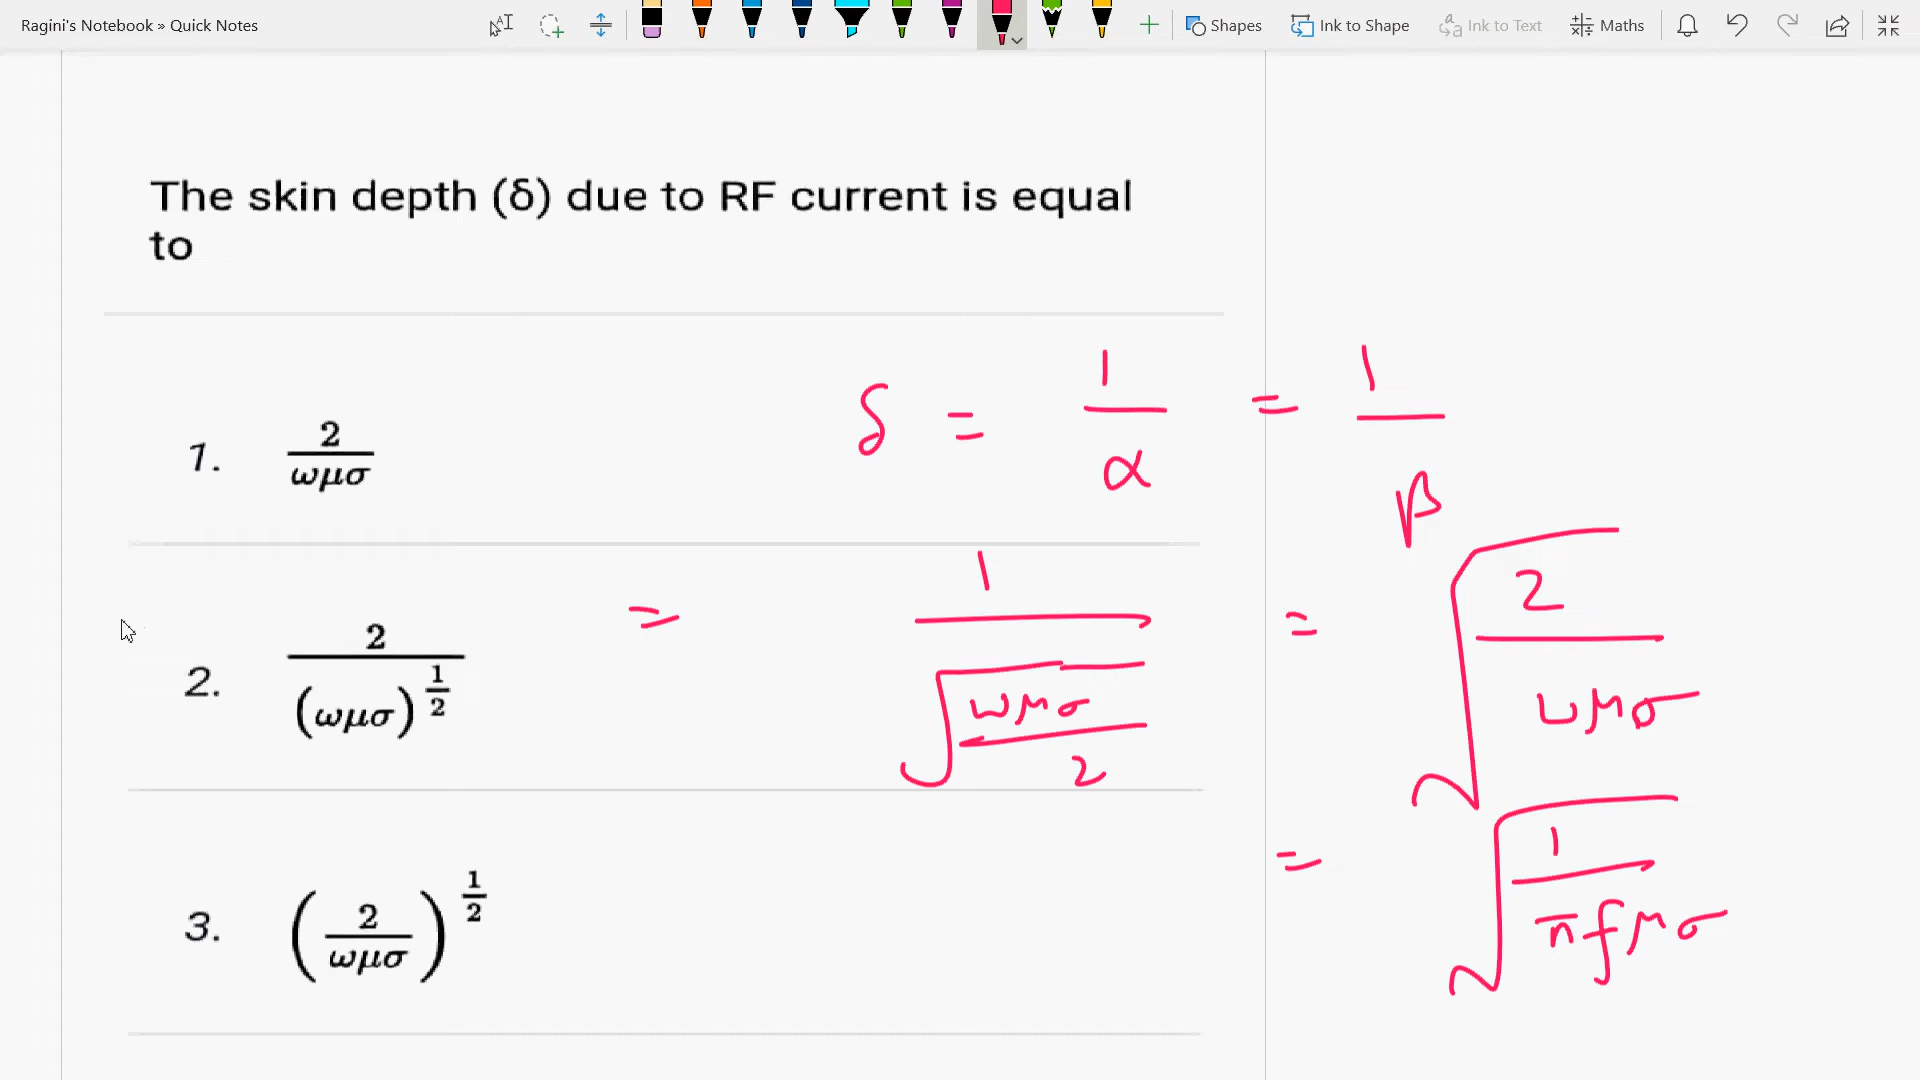 Ragini's Notebook » Quick Notes
Shapes
Ink to Shape
Ink to Text
Maths
The skin depth (δ) due to RF current is equal
to
δ = 1/α = 1/β
1. 2/ωμσ
2. 2/(ωμσ)^(1/2)
= 1/√(ωμσ/2) = √(2/ωμσ)
3. (2/ωμσ)^(1/2)
= √(1/πfμσ)